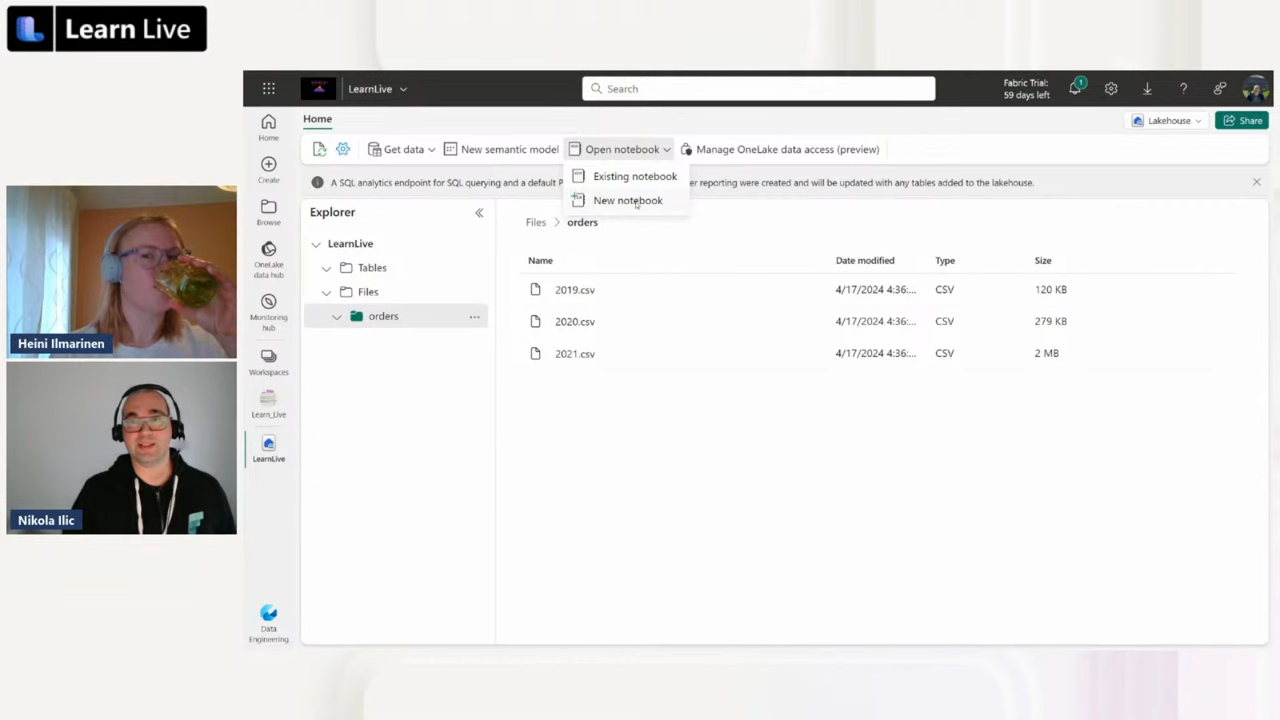 Learn Live
LearnLive
Search
Fabric Trial:
59 days left
1
Home
Lakehouse
Share
Get data
New semantic model
Open notebook
Manage OneLake data access (preview)
Existing notebook
New notebook
A SQL analytics endpoint for SQL querying and a default P
er reporting were created and will be updated with any tables added to the lakehouse.
Home
Create
Browse
OneLake
data hub
Monitoring
hub
Workspaces
Learn_Live
LearnLive
Data
Engineering
Explorer
LearnLive
Tables
Files
orders
Files > orders
Name Date modified Type Size
2019.csv 4/17/2024 4:36:... CSV 120 KB
2020.csv 4/17/2024 4:36:... CSV 279 KB
2021.csv 4/17/2024 4:36:... CSV 2 MB
Heini Ilmarinen
Nikola Ilic